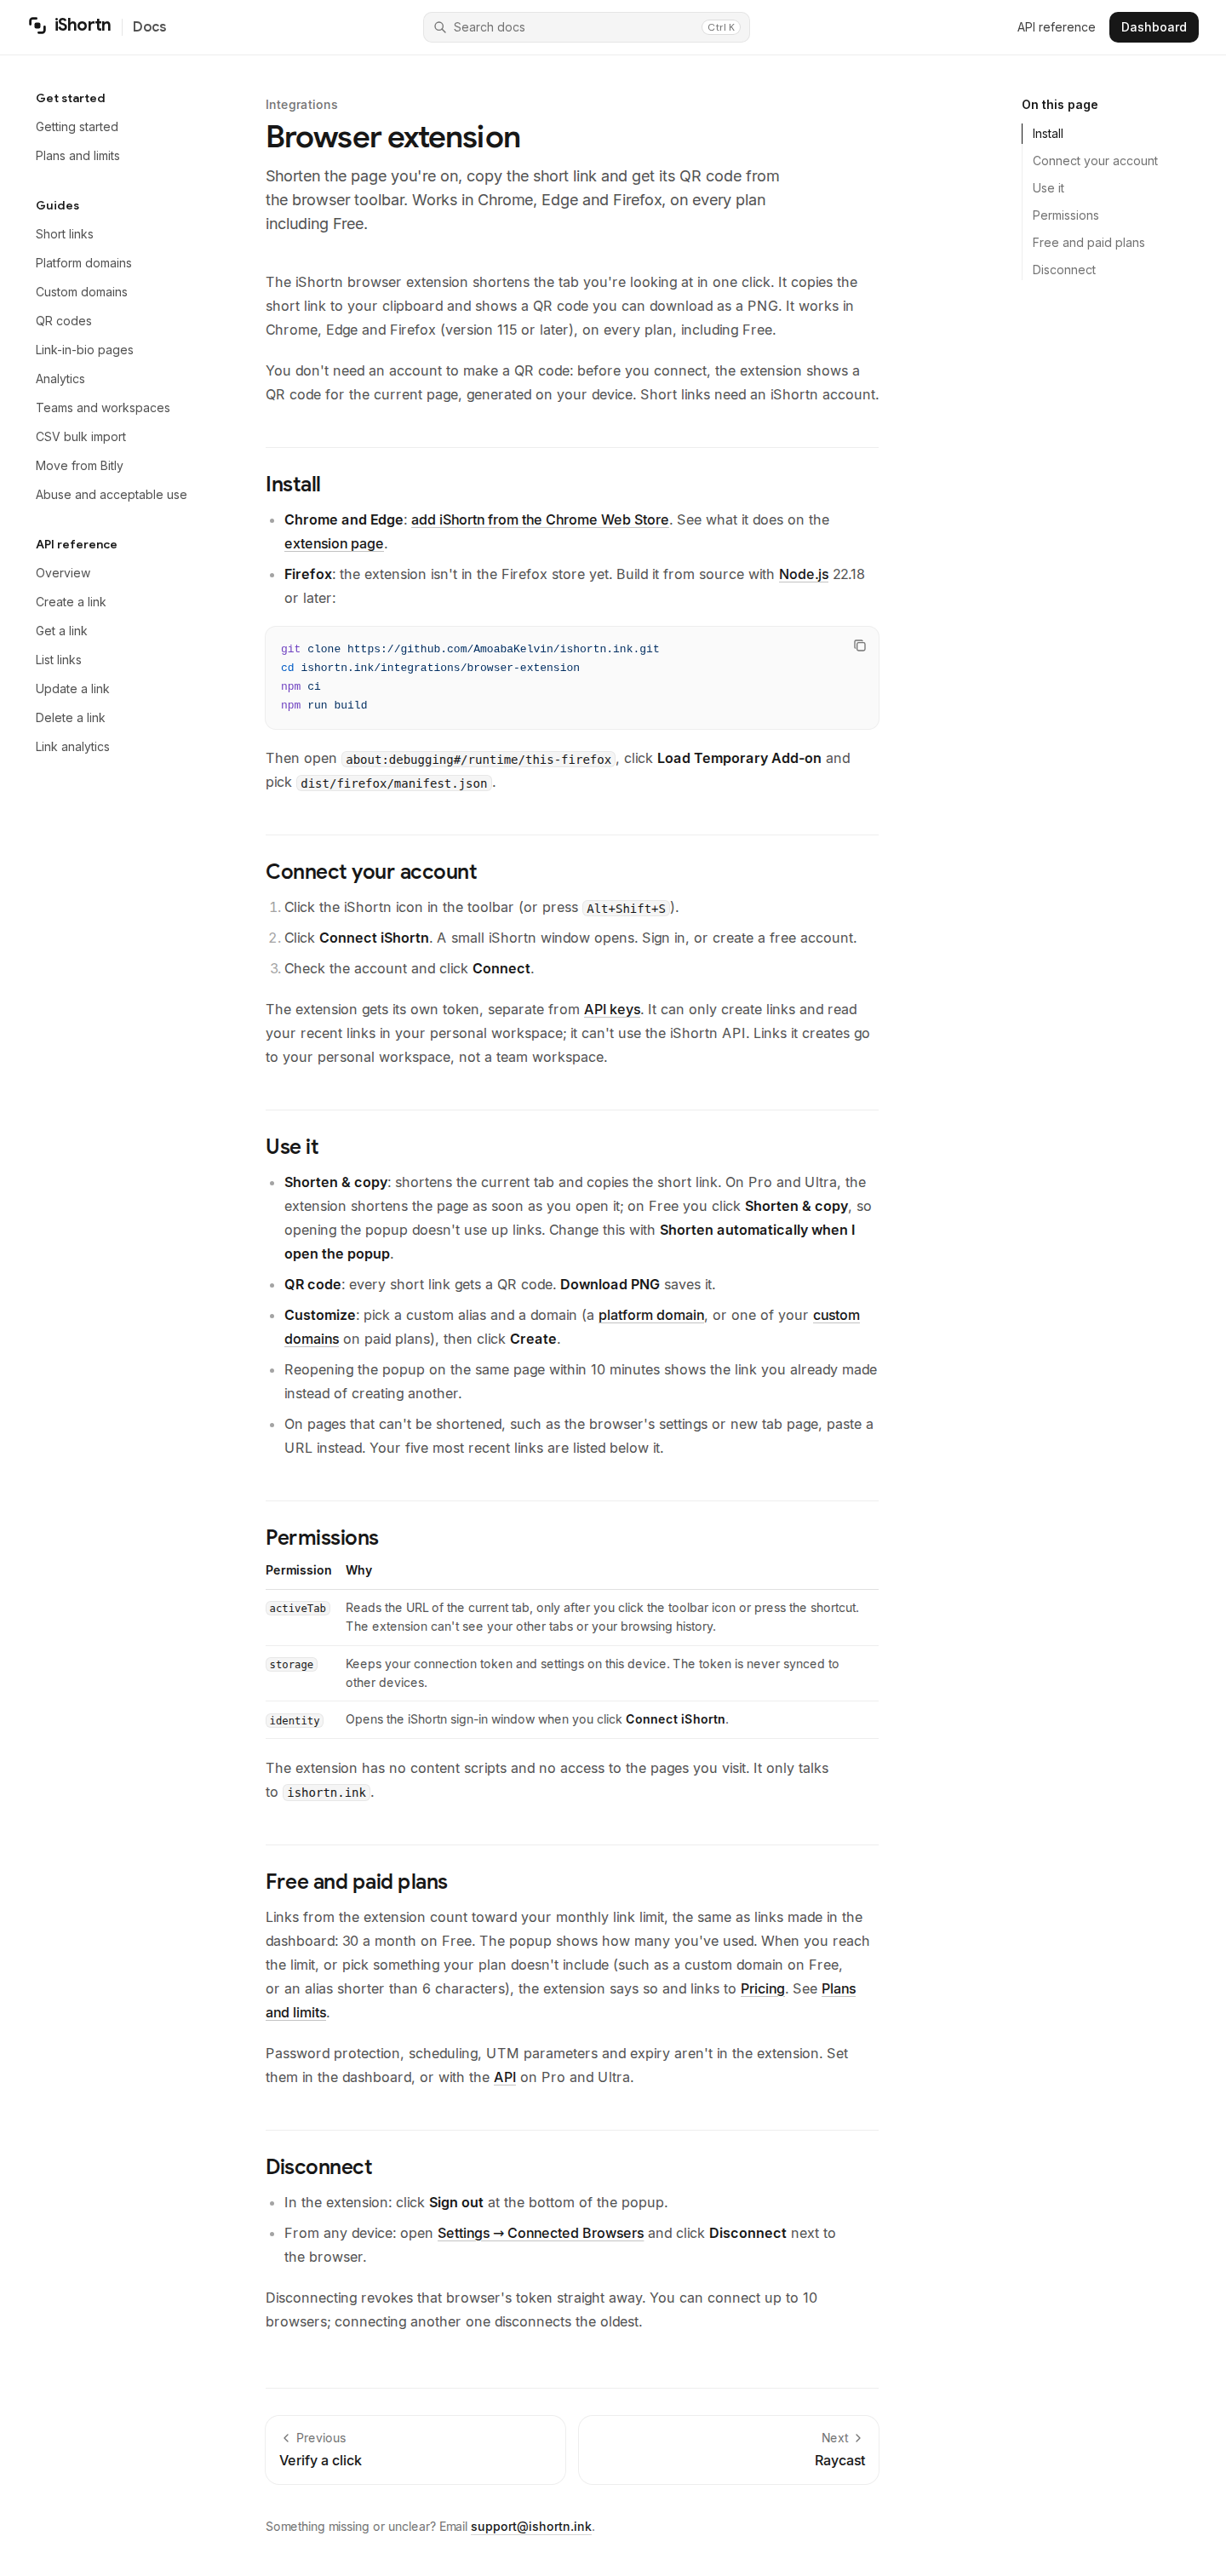 iShortn
Docs
Search docs
Ctrl K
API reference
Dashboard
Get started
Getting started
Plans and limits
Guides
Short links
Platform domains
Custom domains
QR codes
Link-in-bio pages
Analytics
Teams and workspaces
CSV bulk import
Move from Bitly
Abuse and acceptable use
API reference
Overview
Create a link
Get a link
List links
Update a link
Delete a link
Link analytics
Integrations
Browser extension
Shorten the page you're on, copy the short link and get its QR code from
the browser toolbar. Works in Chrome, Edge and Firefox, on every plan
including Free.
The iShortn browser extension shortens the tab you're looking at in one click. It copies the
short link to your clipboard and shows a QR code you can download as a PNG. It works in
Chrome, Edge and Firefox (version 115 or later), on every plan, including Free.
You don't need an account to make a QR code: before you connect, the extension shows a
QR code for the current page, generated on your device. Short links need an iShortn account.
Install
• Chrome and Edge: add iShortn from the Chrome Web Store. See what it does on the
extension page.
• Firefox: the extension isn't in the Firefox store yet. Build it from source with Node.js 22.18
or later:
git clone https://github.com/AmoabaKelvin/ishortn.ink.git
cd ishortn.ink/integrations/browser-extension
npm ci
npm run build
Then open about:debugging#/runtime/this-firefox, click Load Temporary Add-on and
pick dist/firefox/manifest.json.
Connect your account
1. Click the iShortn icon in the toolbar (or press Alt+Shift+S).
2. Click Connect iShortn. A small iShortn window opens. Sign in, or create a free account.
3. Check the account and click Connect.
The extension gets its own token, separate from API keys. It can only create links and read
your recent links in your personal workspace; it can't use the iShortn API. Links it creates go
to your personal workspace, not a team workspace.
Use it
• Shorten & copy: shortens the current tab and copies the short link. On Pro and Ultra, the
extension shortens the page as soon as you open it; on Free you click Shorten & copy, so
opening the popup doesn't use up links. Change this with Shorten automatically when I
open the popup.
• QR code: every short link gets a QR code. Download PNG saves it.
• Customize: pick a custom alias and a domain (a platform domain, or one of your custom
domains on paid plans), then click Create.
• Reopening the popup on the same page within 10 minutes shows the link you already made
instead of creating another.
• On pages that can't be shortened, such as the browser's settings or new tab page, paste a
URL instead. Your five most recent links are listed below it.
Permissions
Permission Why
activeTab Reads the URL of the current tab, only after you click the toolbar icon or press the shortcut.
The extension can't see your other tabs or your browsing history.
storage Keeps your connection token and settings on this device. The token is never synced to
other devices.
identity Opens the iShortn sign-in window when you click Connect iShortn.
The extension has no content scripts and no access to the pages you visit. It only talks
to ishortn.ink.
Free and paid plans
Links from the extension count toward your monthly link limit, the same as links made in the
dashboard: 30 a month on Free. The popup shows how many you've used. When you reach
the limit, or pick something your plan doesn't include (such as a custom domain on Free,
or an alias shorter than 6 characters), the extension says so and links to Pricing. See Plans
and limits.
Password protection, scheduling, UTM parameters and expiry aren't in the extension. Set
them in the dashboard, or with the API on Pro and Ultra.
Disconnect
• In the extension: click Sign out at the bottom of the popup.
• From any device: open Settings → Connected Browsers and click Disconnect next to
the browser.
Disconnecting revokes that browser's token straight away. You can connect up to 10
browsers; connecting another one disconnects the oldest.
Previous
Verify a click
Next
Raycast
Something missing or unclear? Email support@ishortn.ink.
On this page
Install
Connect your account
Use it
Permissions
Free and paid plans
Disconnect